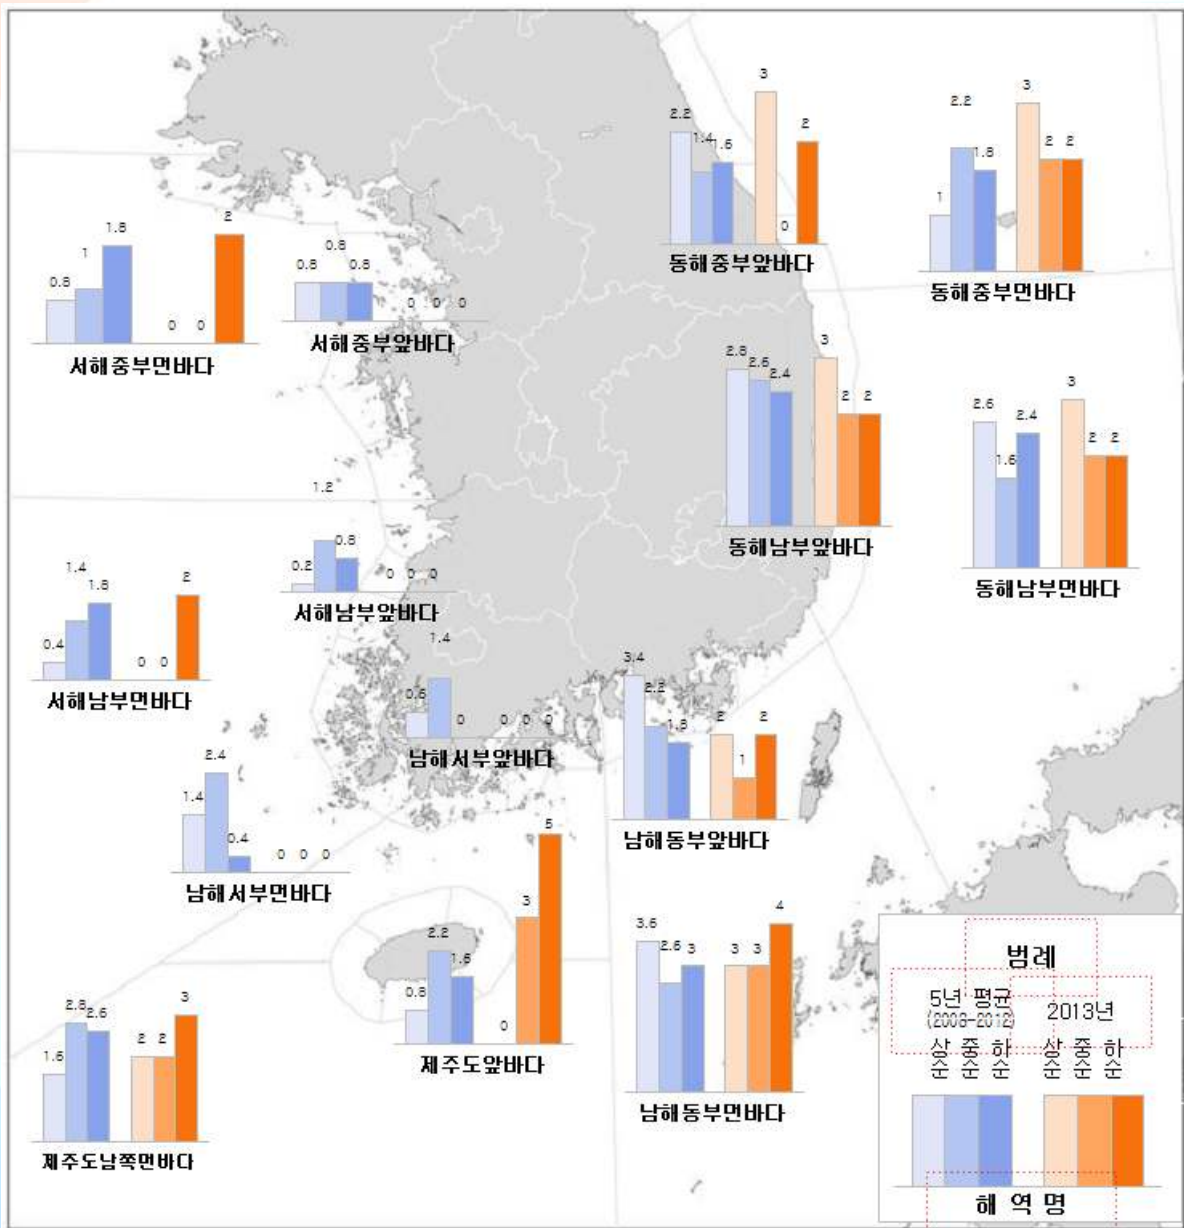 2.2 1.4 1.6 3 0 2
동해중부앞바다
1 2.2 1.8 3 2 2
동해중부먼바다
0.8 1 1.8 0 0 2
서해중부먼바다
0.8 0.8 0.8 0 0 0
서해중부앞바다
2.8 2.6 2.4 3 2 2
동해남부앞바다
2.6 1.6 2.4 3 2 2
동해남부먼바다
0.2 1.2 0.8 0 0 0
서해남부앞바다
0.4 1.4 1.8 0 0 2
서해남부먼바다
0.6 1.4 0 0 0 0
남해서부앞바다
3.4 2.2 1.8 2 1 2
남해동부앞바다
1.4 2.4 0.4 0 0 0
남해서부먼바다
0.8 2.2 1.6 0 3 5
제주도앞바다
3.6 2.6 3 3 3 4
남해동부먼바다
1.6 2.8 2.6 2 2 3
제주도남쪽먼바다
범례
5년 평균
(2008-2012)
2013년
상순 중순 하순 상순 중순 하순
해 역 명